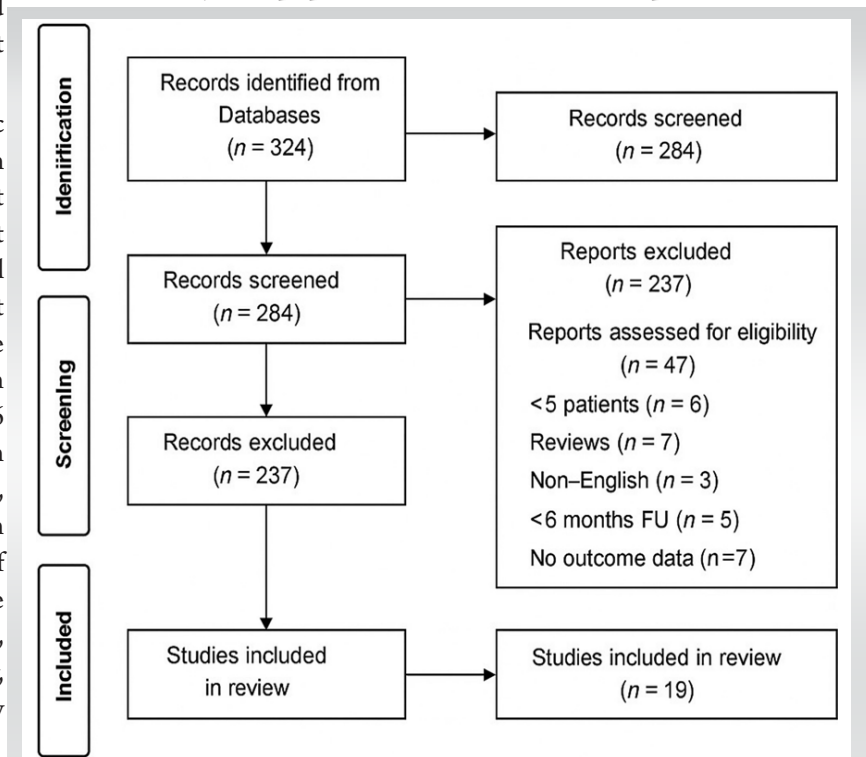 Ideniification
Records identified from
Databases
(n = 324)
Records screened
(n = 284)
Records screened
(n = 284)
Reports excluded
(n = 237)
Reports assessed for eligibility
(n = 47)
<5 patients (n = 6)
Reviews (n = 7)
Non–English (n = 3)
<6 months FU (n = 5)
No outcome data (n=7)
ScreenIng
Records excluded
(n = 237)
Included
Studies included
in review
Studies included in review
(n = 19)